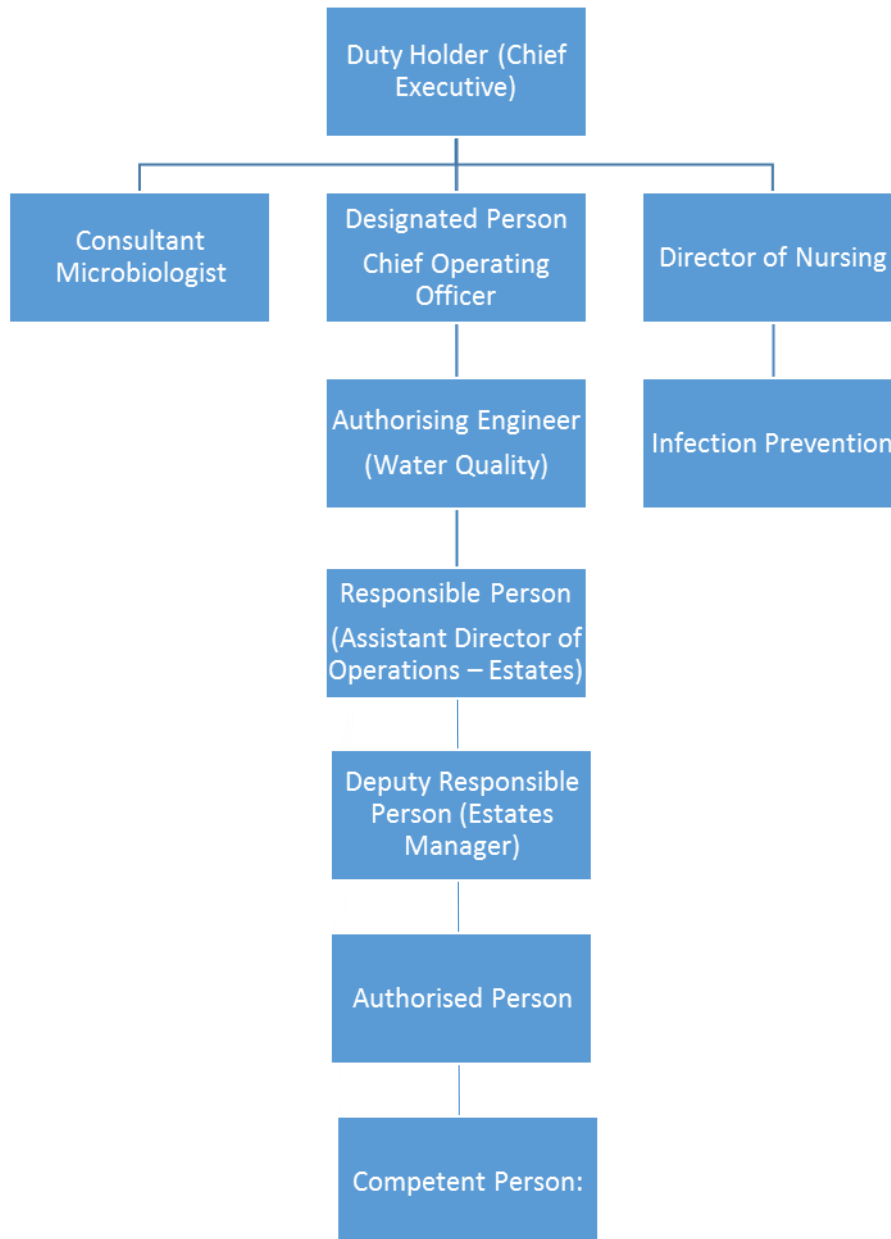 Duty Holder (Chief
Executive)
Consultant
Microbiologist
Designated Person
Chief Operating
Officer
Director of Nursing
Authorising Engineer
(Water Quality)
Infection Prevention
Responsible Person
(Assistant Director of
Operations – Estates)
Deputy Responsible
Person (Estates
Manager)
Authorised Person
Competent Person: